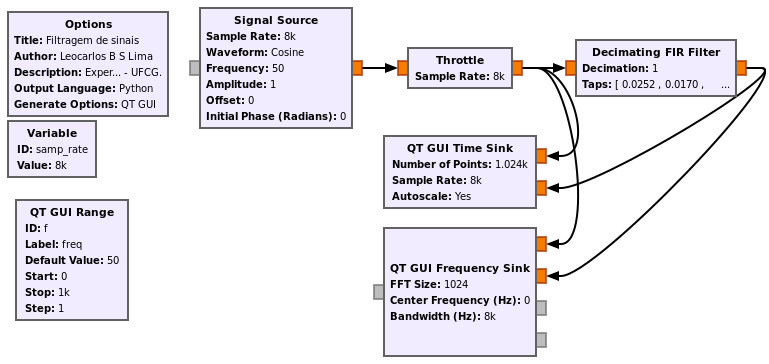 Options
Title: Filtragem de sinais
Author: Leocarlos B S Lima
Description: Exper... - UFCG.
Output Language: Python
Generate Options: QT GUI
Variable
ID: samp_rate
Value: 8k
QT GUI Range
ID: f
Label: freq
Default Value: 50
Start: 0
Stop: 1k
Step: 1
Signal Source
Sample Rate: 8k
Waveform: Cosine
Frequency: 50
Amplitude: 1
Offset: 0
Initial Phase (Radians): 0
Throttle
Sample Rate: 8k
Decimating FIR Filter
Decimation: 1
Taps: [ 0.0252 , 0.0170 , ...
QT GUI Time Sink
Number of Points: 1.024k
Sample Rate: 8k
Autoscale: Yes
QT GUI Frequency Sink
FFT Size: 1024
Center Frequency (Hz): 0
Bandwidth (Hz): 8k